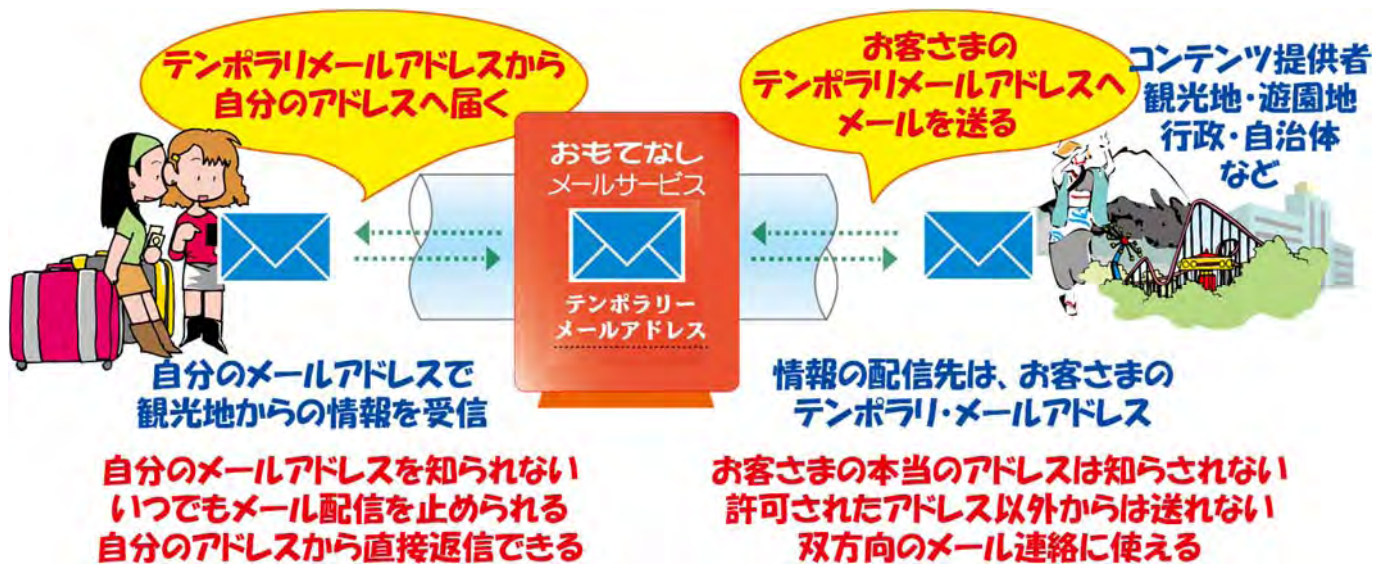 テンポラリメールアドレスから
自分のアドレスへ届く
お客さまの
テンポラリメールアドレスへ
メールを送る
コンテンツ提供者
観光地・遊園地
行政・自治体
など
おもてなし
メールサービス
テンポラリー
メールアドレス
自分のメールアドレスで
観光地からの情報を受信
情報の配信先は、お客さまの
テンポラリ・メールアドレス
自分のメールアドレスを知られない
いつでもメール配信を止められる
自分のアドレスから直接返信できる
お客さまの本当のアドレスは知らされない
許可されたアドレス以外からは送れない
双方向のメール連絡に使える